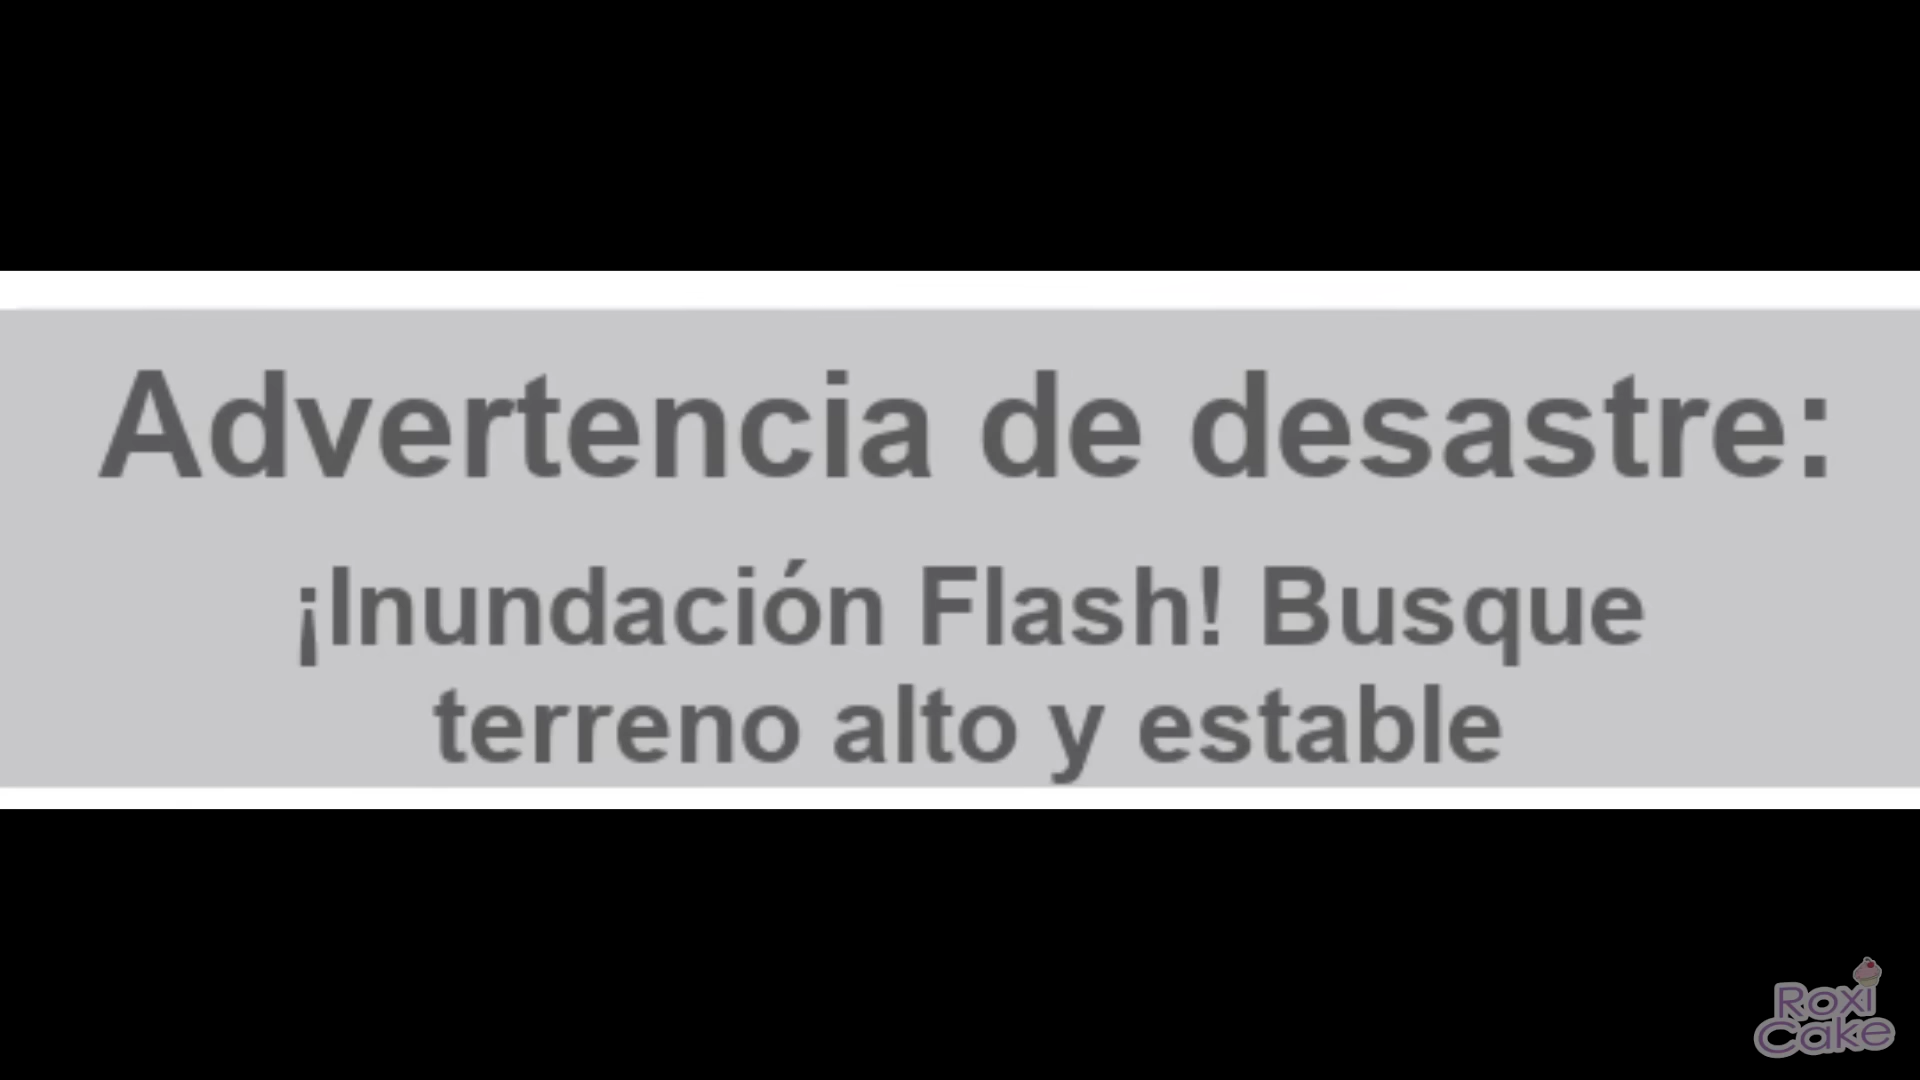 Advertencia de desastre:
¡Inundación Flash! Busque
terreno alto y estable
Roxi
Cake